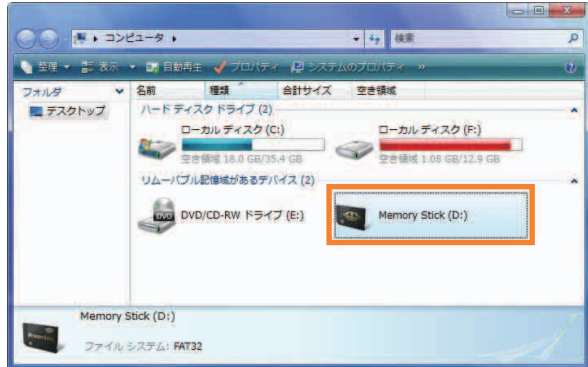 コンピュータ
検索
整理 表示 自動再生 プロパティ システムのプロパティ »
フォルダ
デスクトップ
名前 種類 合計サイズ 空き領域
ハード ディスク ドライブ (2)
ローカル ディスク (C:)
空き領域 18.0 GB/35.4 GB
ローカル ディスク (F:)
空き領域 1.08 GB/12.9 GB
リムーバブル記憶域があるデバイス (2)
DVD
DVD/CD-RW ドライブ (E:)
Memory Stick (D:)
Memory Stick (D:)
ファイル システム: FAT32